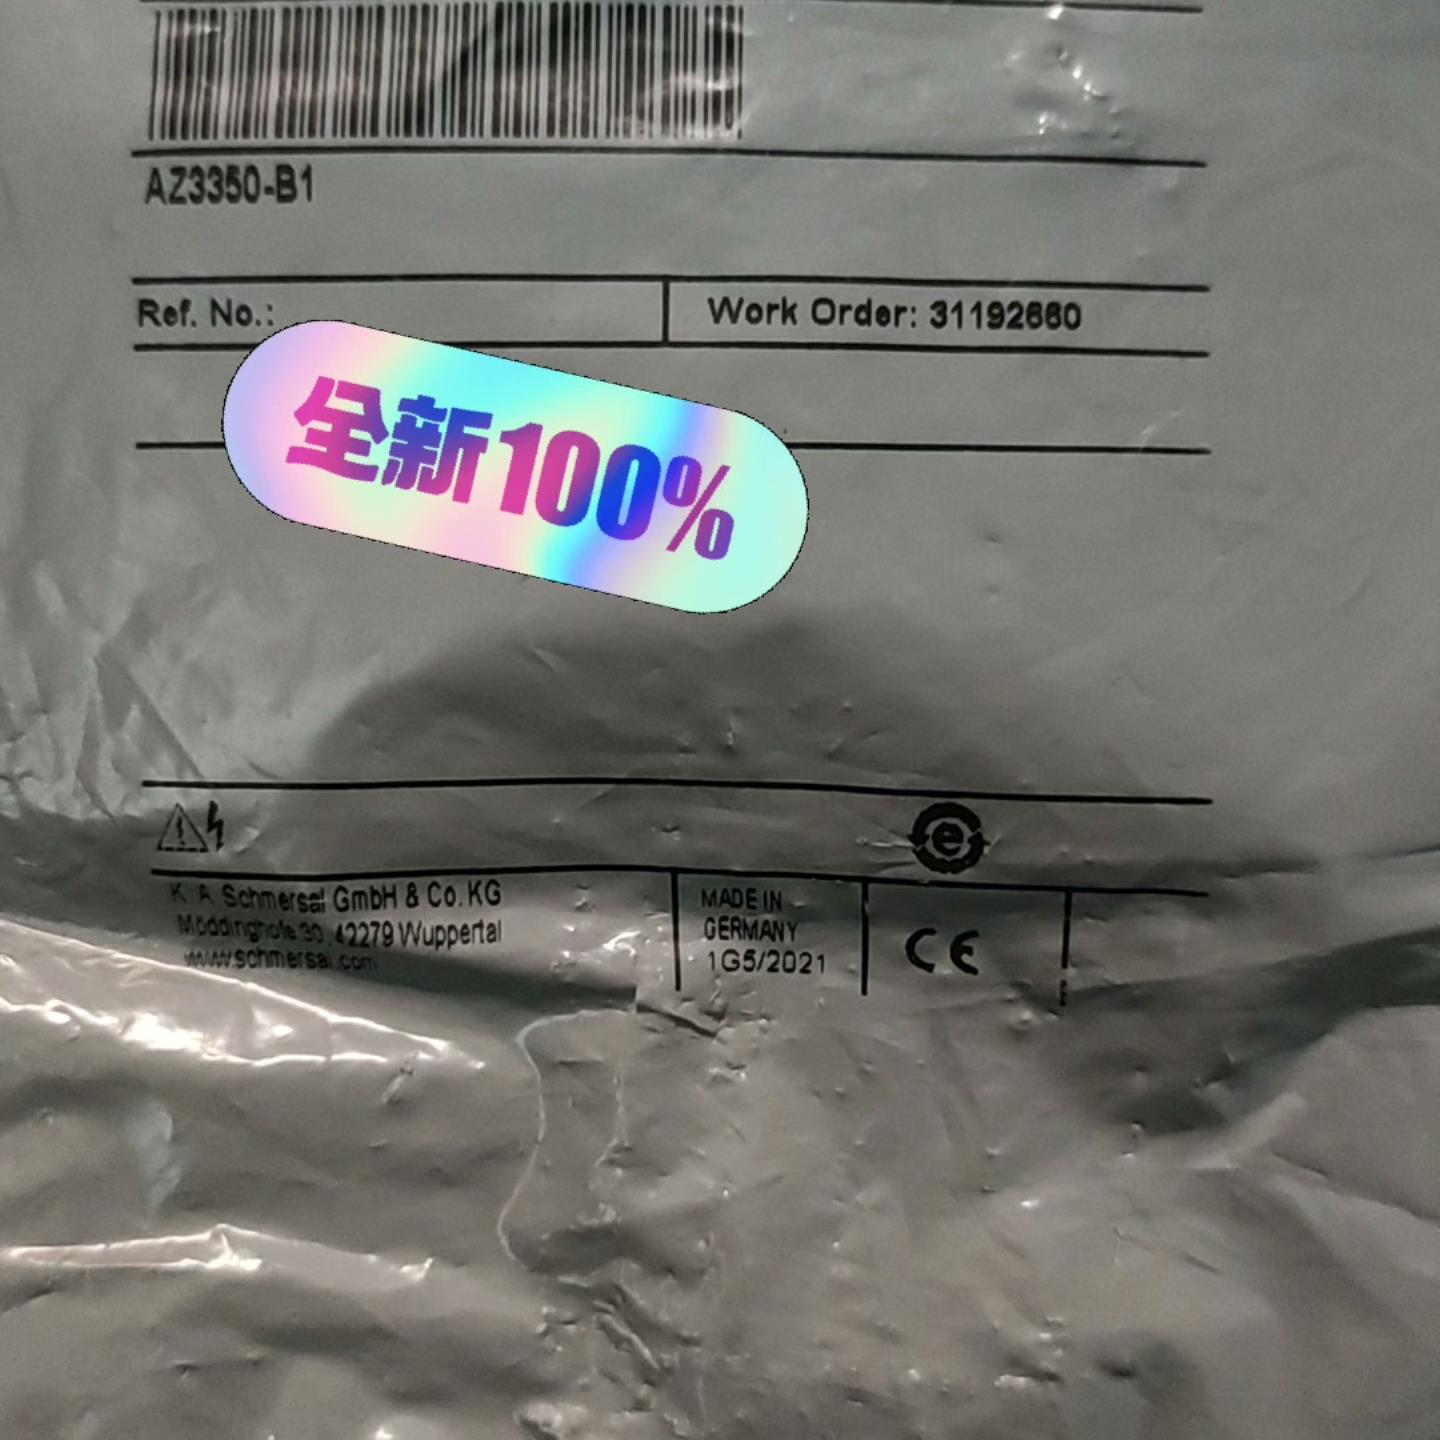 AZ3350-B1
Ref. No.:
Work Order: 31192660
全新100%
e
K. A. Schmersal GmbH & Co. KG
Möddinghofe 30, 42279 Wuppertal
www.schmersal.com
MADE IN
GERMANY
1G5/2021
CE